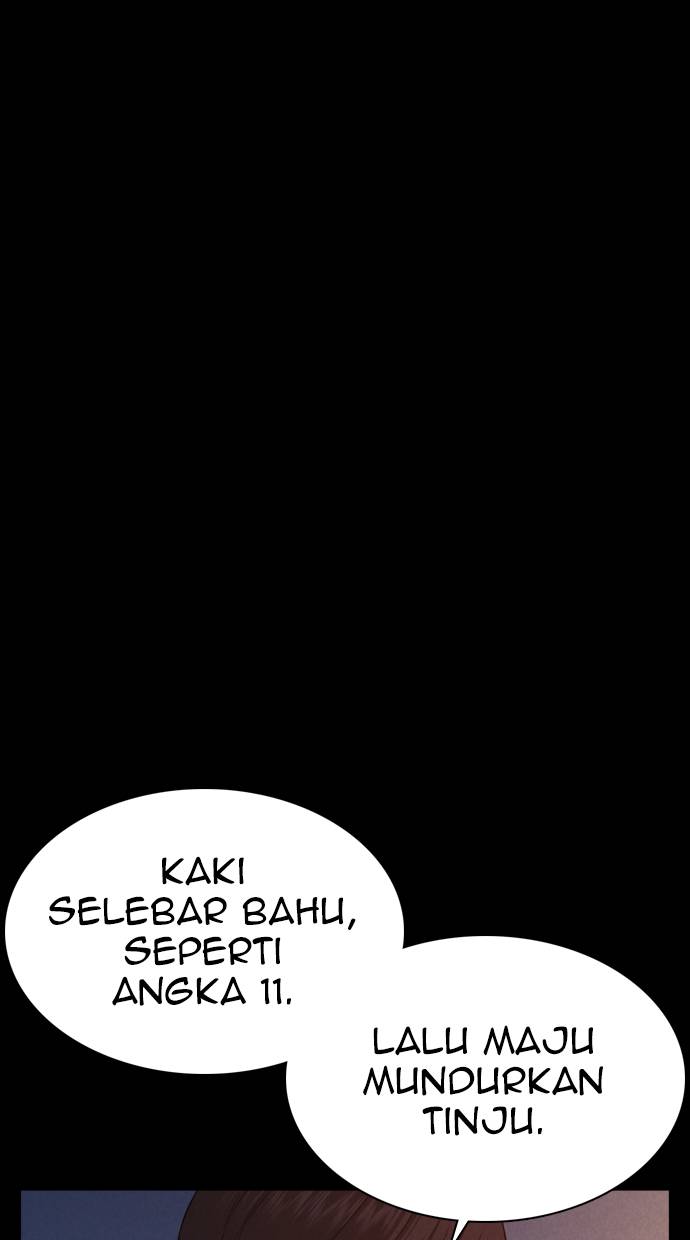 KAKI
SELEBAR BAHU,
SEPERTI
ANGKA 11.
LALU MAJU
MUNDURKAN
TINJU.